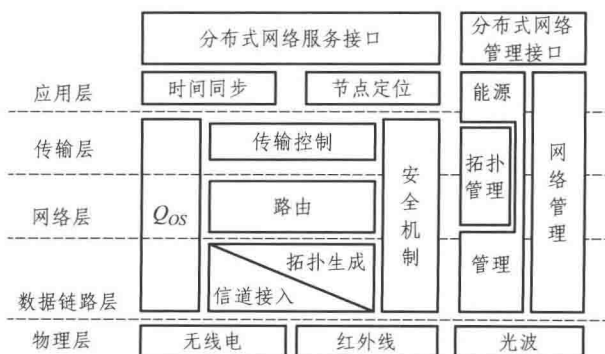 分布式网络服务接口
分布式网络
管理接口
应用层
时间同步
节点定位
能源
传输层
传输控制
网络层
Qos
路由
安全机制
拓扑
管理
网络管理
拓扑生成
信道接入
管理
数据链路层
物理层
无线电
红外线
光波